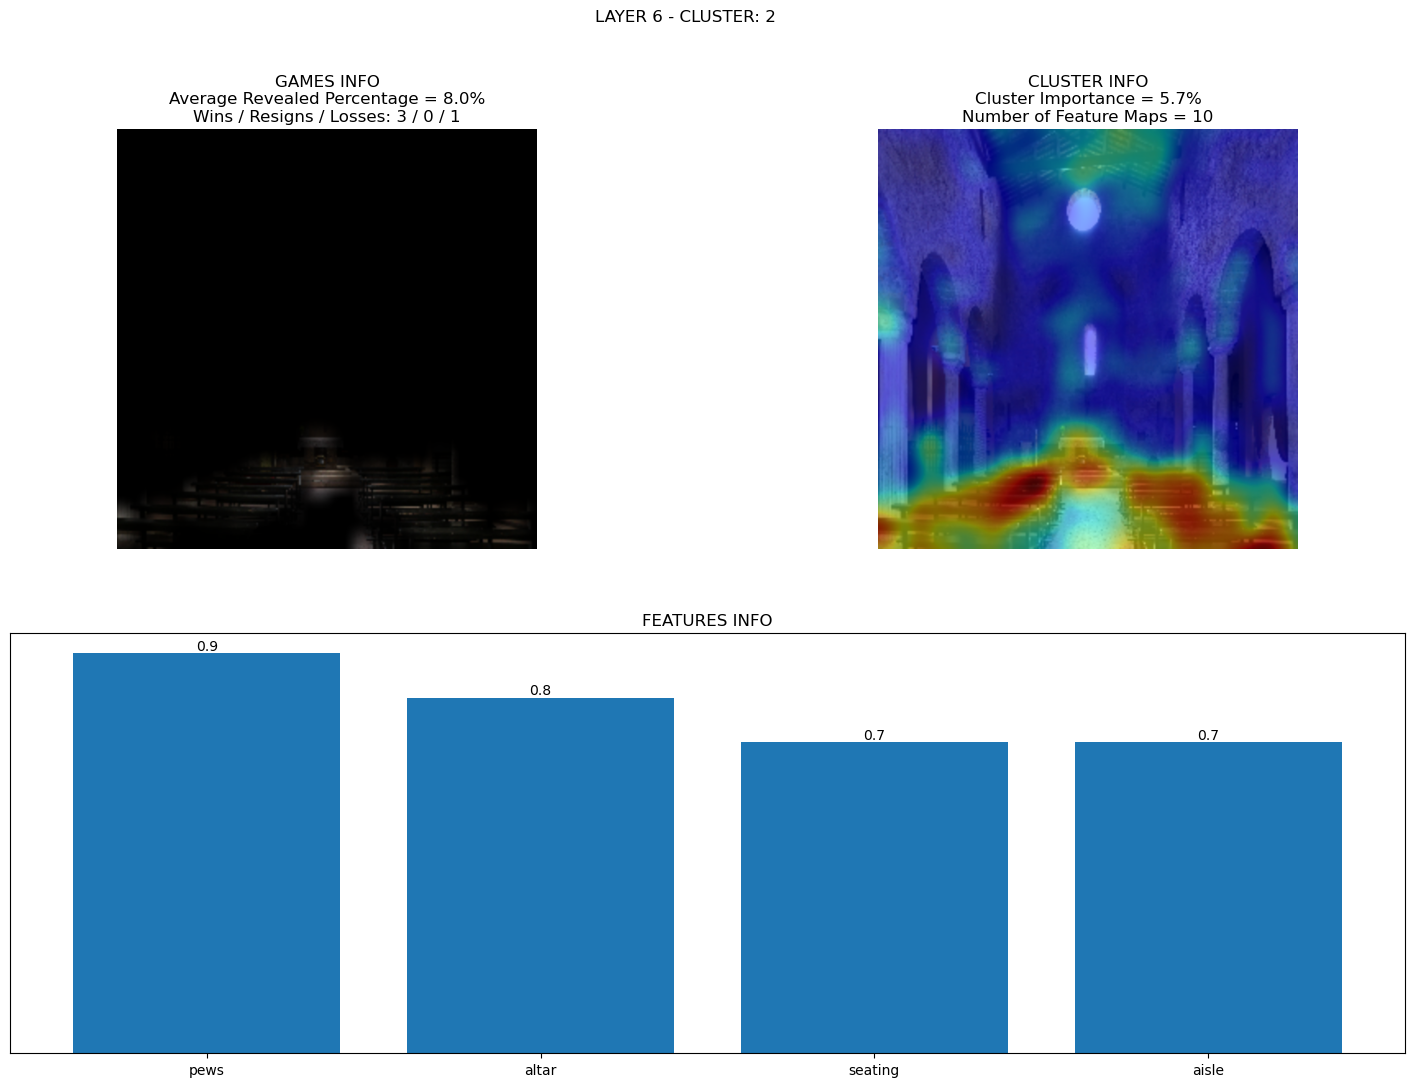 LAYER 6 - CLUSTER: 2
GAMES INFO
Average Revealed Percentage = 8.0%
Wins / Resigns / Losses: 3 / 0 / 1
CLUSTER INFO
Cluster Importance = 5.7%
Number of Feature Maps = 10
FEATURES INFO
0.9
0.8
0.7
0.7
pews
altar
seating
aisle